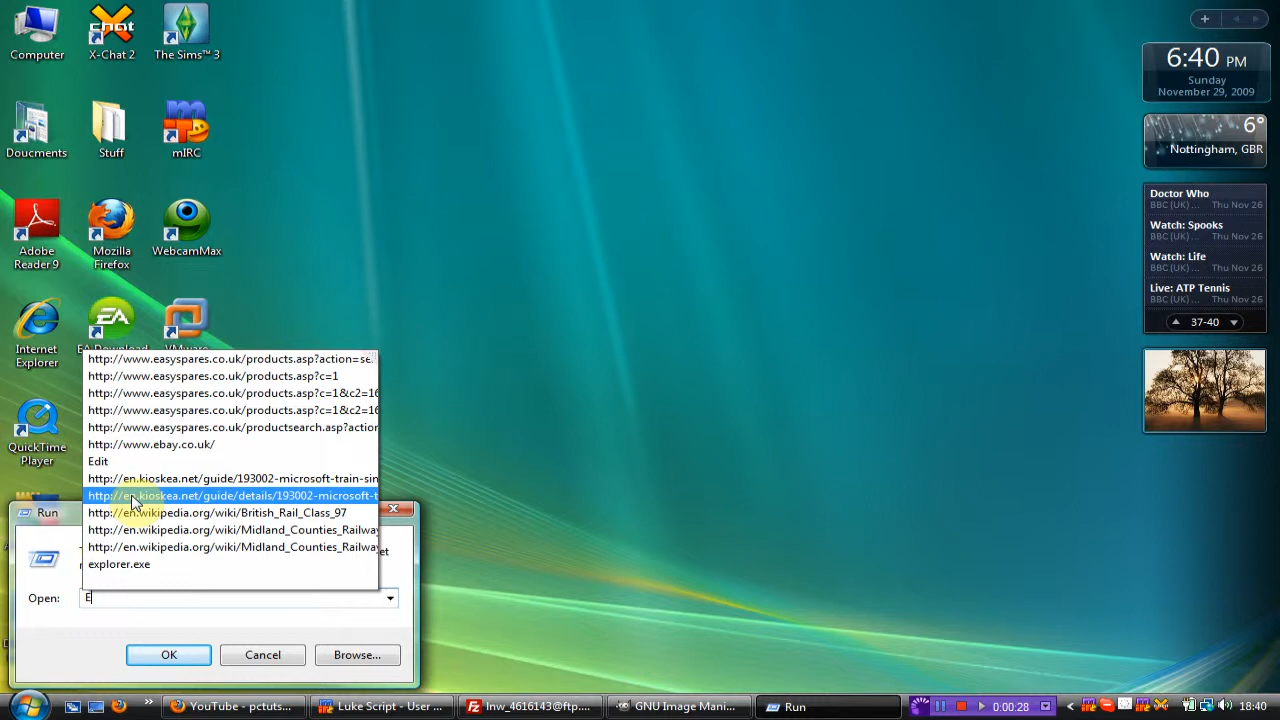 Computer
X-Chat 2
The Sims™ 3
Doucments
Stuff
mIRC
Adobe
Reader 9
Mozilla
Firefox
WebcamMax
Internet
Explorer
EA Download
VMware
QuickTime
Player
6:40 PM
Sunday
November 29, 2009
6°
Nottingham, GBR
Doctor Who
BBC (UK) ... Thu Nov 26
Watch: Spooks
BBC (UK) ... Thu Nov 26
Watch: Life
BBC (UK) ... Thu Nov 26
Live: ATP Tennis
BBC (UK) ... Thu Nov 26
37-40
http://www.easyspares.co.uk/products.asp?action=se
http://www.easyspares.co.uk/products.asp?c=1
http://www.easyspares.co.uk/products.asp?c=1&c2=16
http://www.easyspares.co.uk/products.asp?c=1&c2=16
http://www.easyspares.co.uk/productsearch.asp?action
http://www.ebay.co.uk/
Edit
http://en.kioskea.net/guide/193002-microsoft-train-sin
http://en.kioskea.net/guide/details/193002-microsoft-t
http://en.wikipedia.org/wiki/British_Rail_Class_97
http://en.wikipedia.org/wiki/Midland_Counties_Railway
http://en.wikipedia.org/wiki/Midland_Counties_Railway
explorer.exe
Run
et
Open: E
OK
Cancel
Browse...
YouTube - pctuts...
Luke Script - User ...
lnw_4616143@ftp....
GNU Image Mani...
Run
0:00:28
18:40